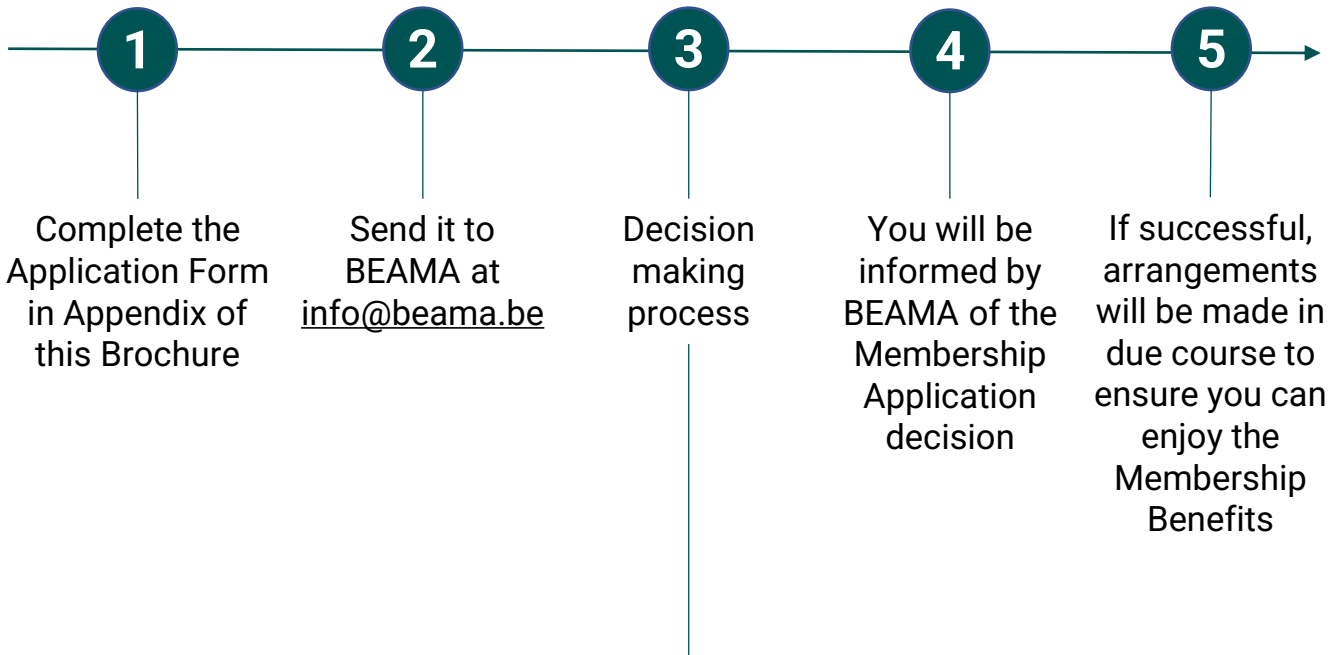 1
2
3
4
5
Complete the
Application Form
in Appendix of
this Brochure
Send it to
BEAMA at
info@beama.be
Decision
making
process
You will be
informed by
BEAMA of the
Membership
Application
decision
If successful,
arrangements
will be made in
due course to
ensure you can
enjoy the
Membership
Benefits